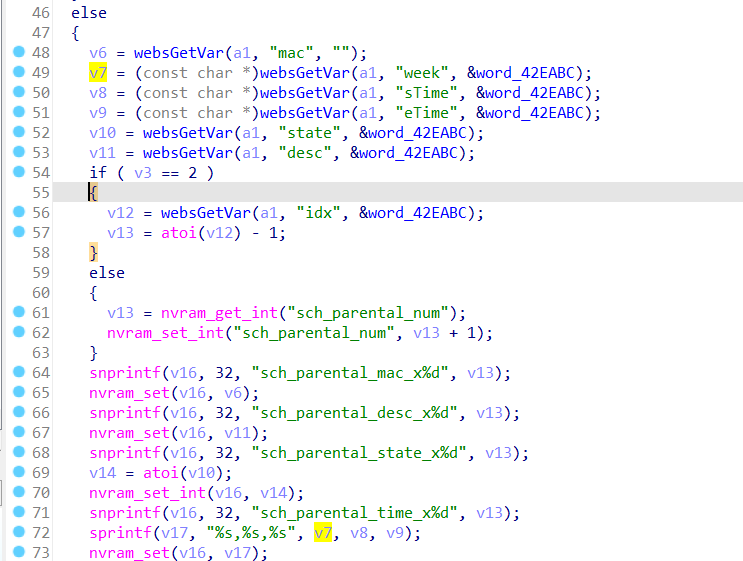 46 else
47 {
48 v6 = websGetVar(a1, "mac", "");
49 v7 = (const char *)websGetVar(a1, "week", &word_42EABC);
50 v8 = (const char *)websGetVar(a1, "sTime", &word_42EABC);
51 v9 = (const char *)websGetVar(a1, "eTime", &word_42EABC);
52 v10 = websGetVar(a1, "state", &word_42EABC);
53 v11 = websGetVar(a1, "desc", &word_42EABC);
54 if ( v3 == 2 )
55 {
56 v12 = websGetVar(a1, "idx", &word_42EABC);
57 v13 = atoi(v12) - 1;
58 }
59 else
60 {
61 v13 = nvram_get_int("sch_parental_num");
62 nvram_set_int("sch_parental_num", v13 + 1);
63 }
64 snprintf(v16, 32, "sch_parental_mac_x%d", v13);
65 nvram_set(v16, v6);
66 snprintf(v16, 32, "sch_parental_desc_x%d", v13);
67 nvram_set(v16, v11);
68 snprintf(v16, 32, "sch_parental_state_x%d", v13);
69 v14 = atoi(v10);
70 nvram_set_int(v16, v14);
71 snprintf(v16, 32, "sch_parental_time_x%d", v13);
72 sprintf(v17, "%s,%s,%s", v7, v8, v9);
73 nvram_set(v16, v17);